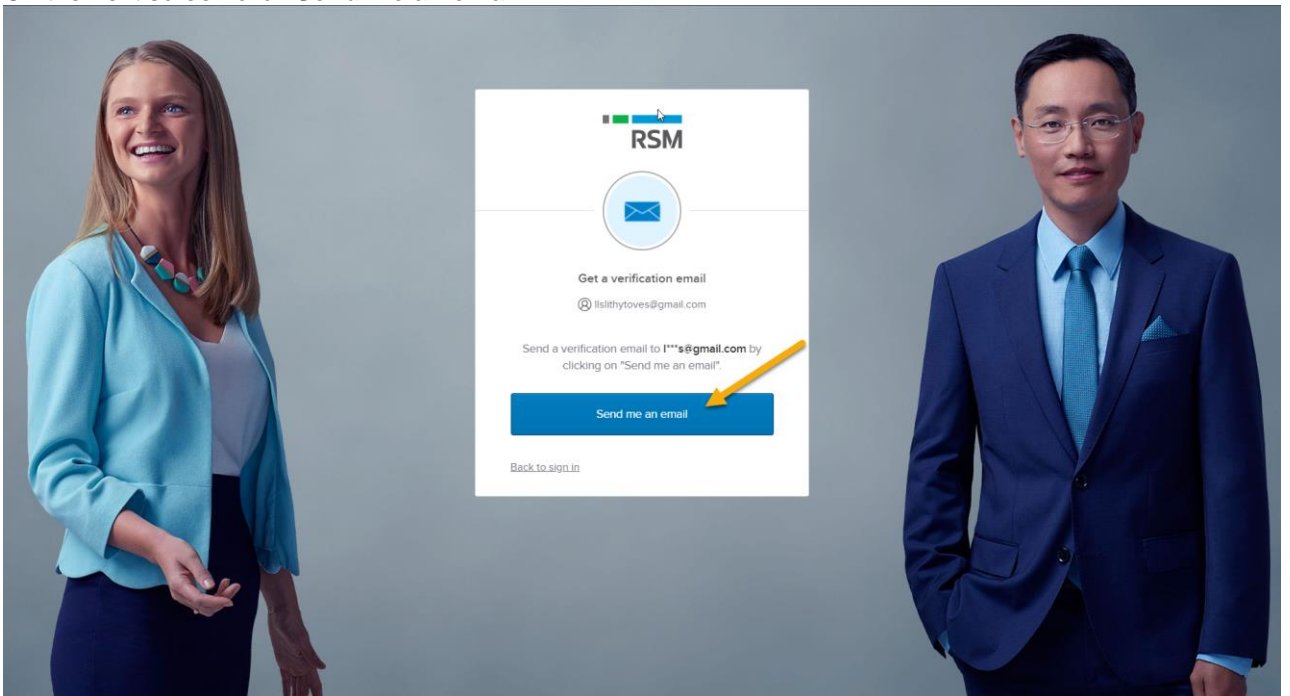 RSM
Get a verification email
llslithytoves@gmail.com
Send a verification email to l***s@gmail.com by
clicking on "Send me an email".
Send me an email
Back to sign in